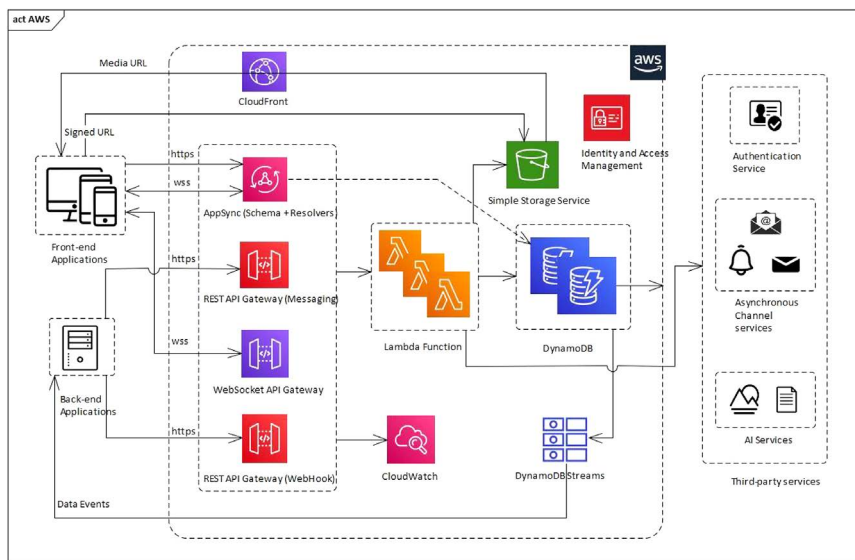 act AWS
Media URL
CloudFront
aws
Signed URL
https
Identity and Access
Management
Authentication
Service
wss
AppSync (Schema + Resolvers)
Simple Storage Service
Front-end
Applications
https
REST API Gateway (Messaging)
@
Asynchronous
Channel
services
Lambda Function
DynamoDB
wss
WebSocket API Gateway
Back-end
Applications
https
REST API Gateway (WebHook)
CloudWatch
DynamoDB Streams
AI Services
Third-party services
Data Events